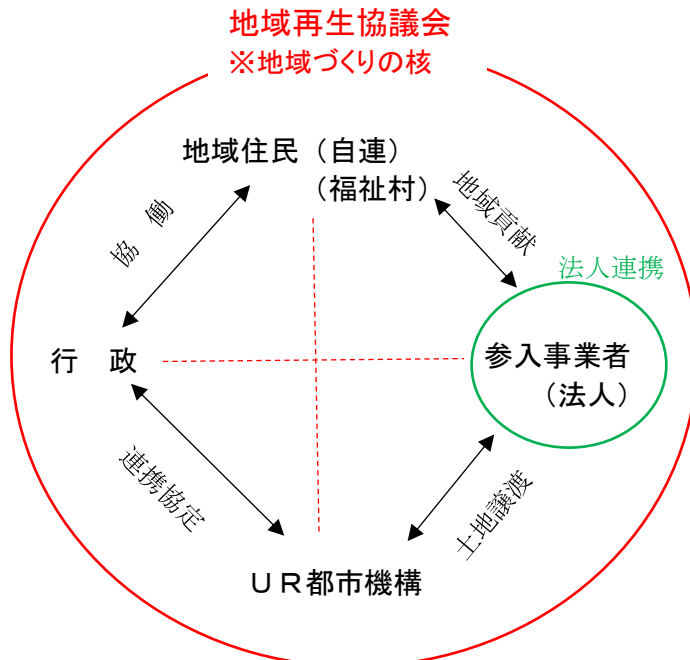 地域再生協議会
※地域づくりの核
地域住民（自連）
（福祉村）
協　働
地域貢献
法人連携
行　政
参入事業者
（法人）
連携協定
土地譲渡
ＵＲ都市機構